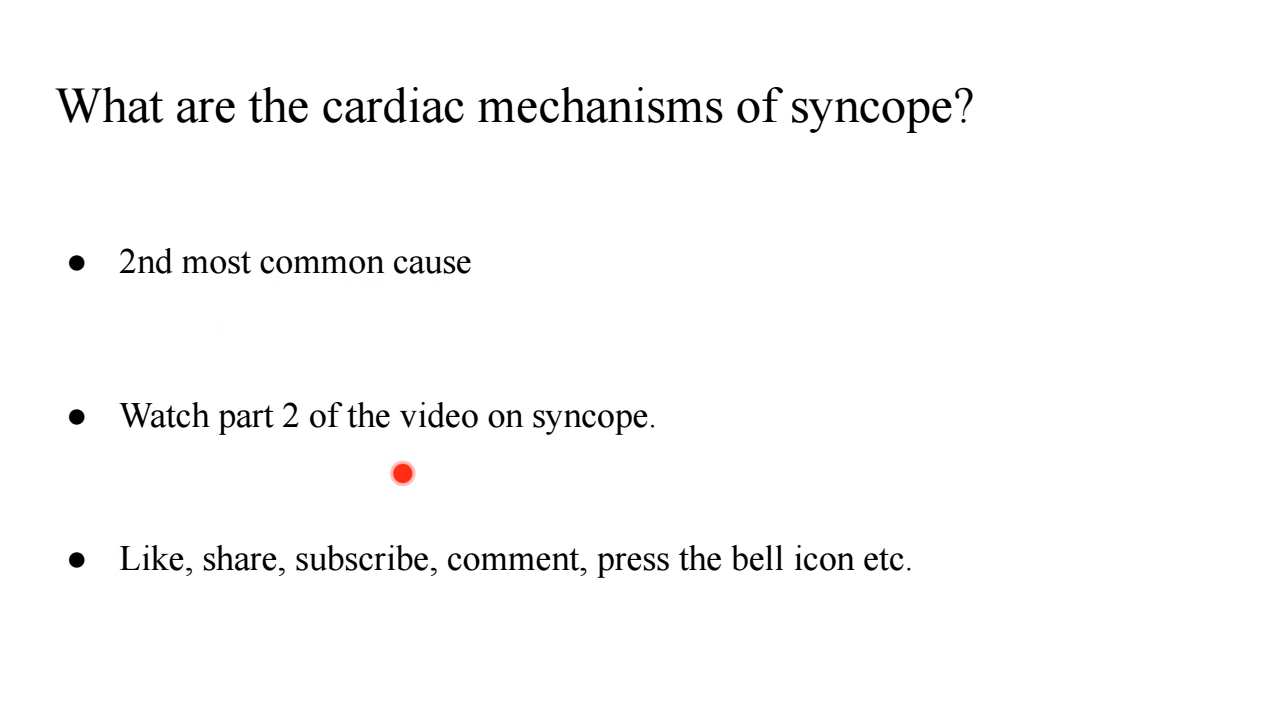 What are the cardiac mechanisms of syncope?
● 2nd most common cause
● Watch part 2 of the video on syncope.
● Like, share, subscribe, comment, press the bell icon etc.